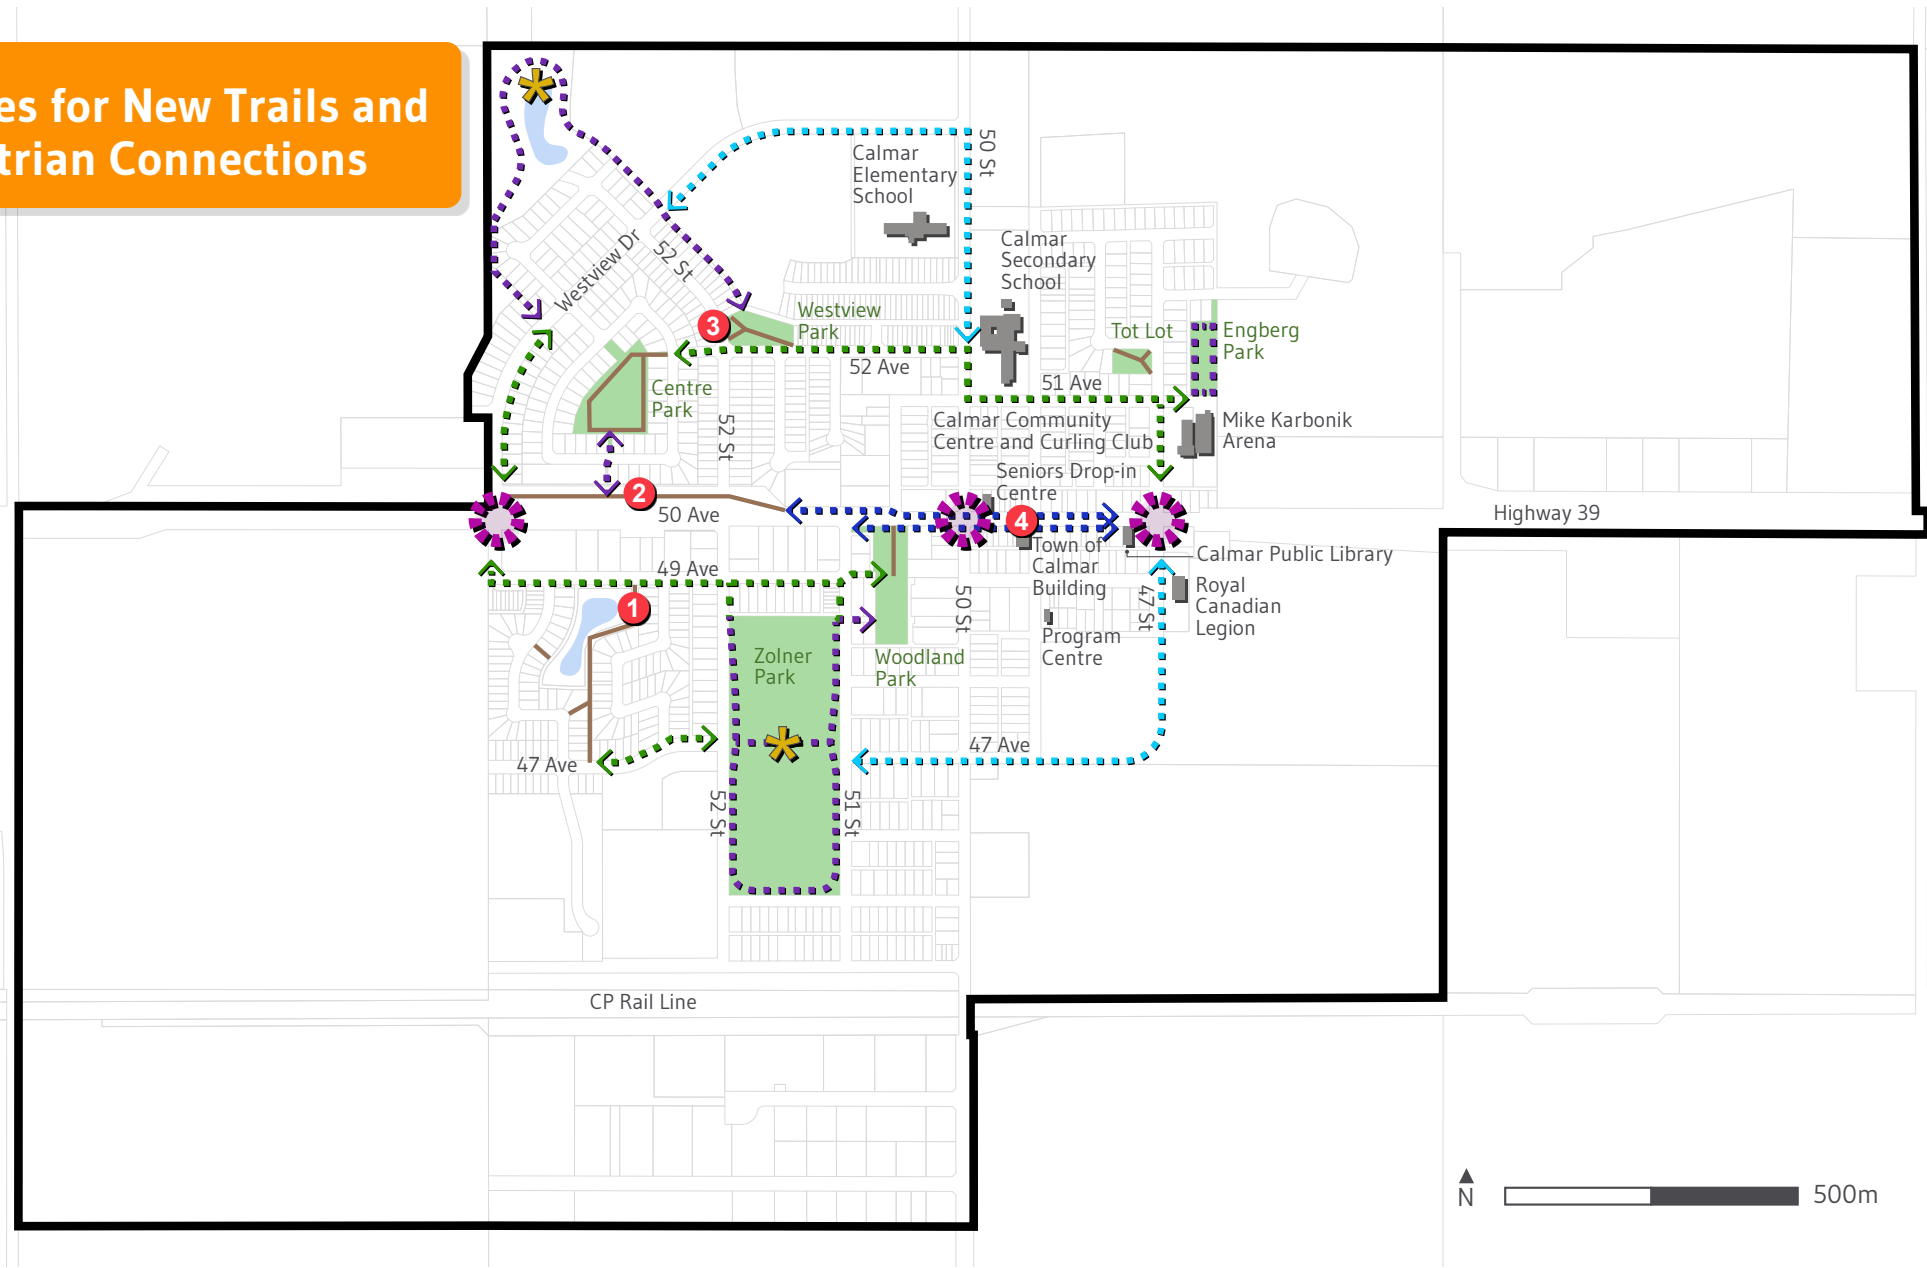 es for New Trails and
trian Connections
50 St
Calmar
Elementary
School
Calmar
Secondary
School
Westview Dr
52 St
Westview
Park
3
Tot Lot
Engberg
Park
52 Ave
51 Ave
Centre
Park
52 St
Calmar Community
Centre and Curling Club
Mike Karbonik
Arena
Seniors Drop-in
Centre
2
50 Ave
4
Highway 39
Town of
Calmar
Building
Calmar Public Library
49 Ave
1
50 St
47 St
Royal
Canadian
Legion
Program
Centre
Zolner
Park
Woodland
Park
47 Ave
47 Ave
52 St
51 St
CP Rail Line
N
500m